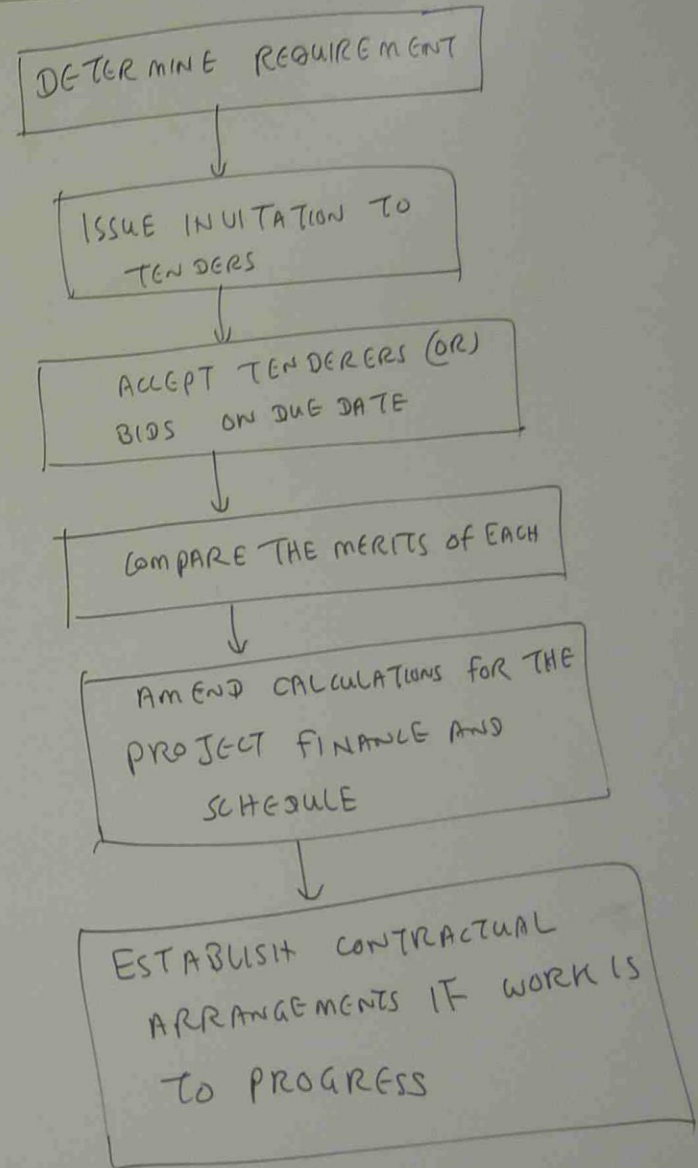 DETERMINE REQUIREMENT
ISSUE INVITATION TO
TENDERS
ACCEPT TENDERERS (OR)
BIDS ON DUE DATE
COMPARE THE MERITS OF EACH
AMEND CALCULATIONS FOR THE
PROJECT FINANCE AND
SCHEDULE
ESTABLISH CONTRACTUAL
ARRANGEMENTS IF WORK IS
TO PROGRESS